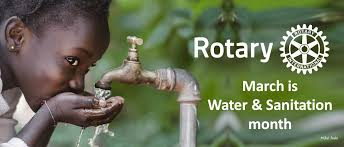 Rotary
March is
Water & Sanitation
month